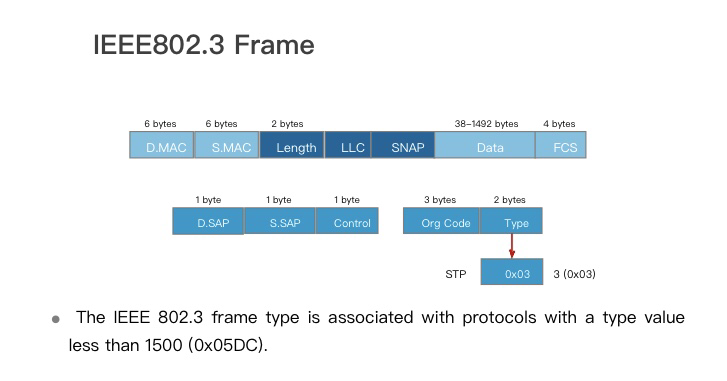 IEEE802.3 Frame
6 bytes 6 bytes 2 bytes 38–1492 bytes 4 bytes
D.MAC S.MAC Length LLC SNAP Data FCS
1 byte 1 byte 1 byte 3 bytes 2 bytes
D.SAP S.SAP Control Org Code Type
STP 0x03 3 (0x03)
The IEEE 802.3 frame type is associated with protocols with a type value
less than 1500 (0x05DC).